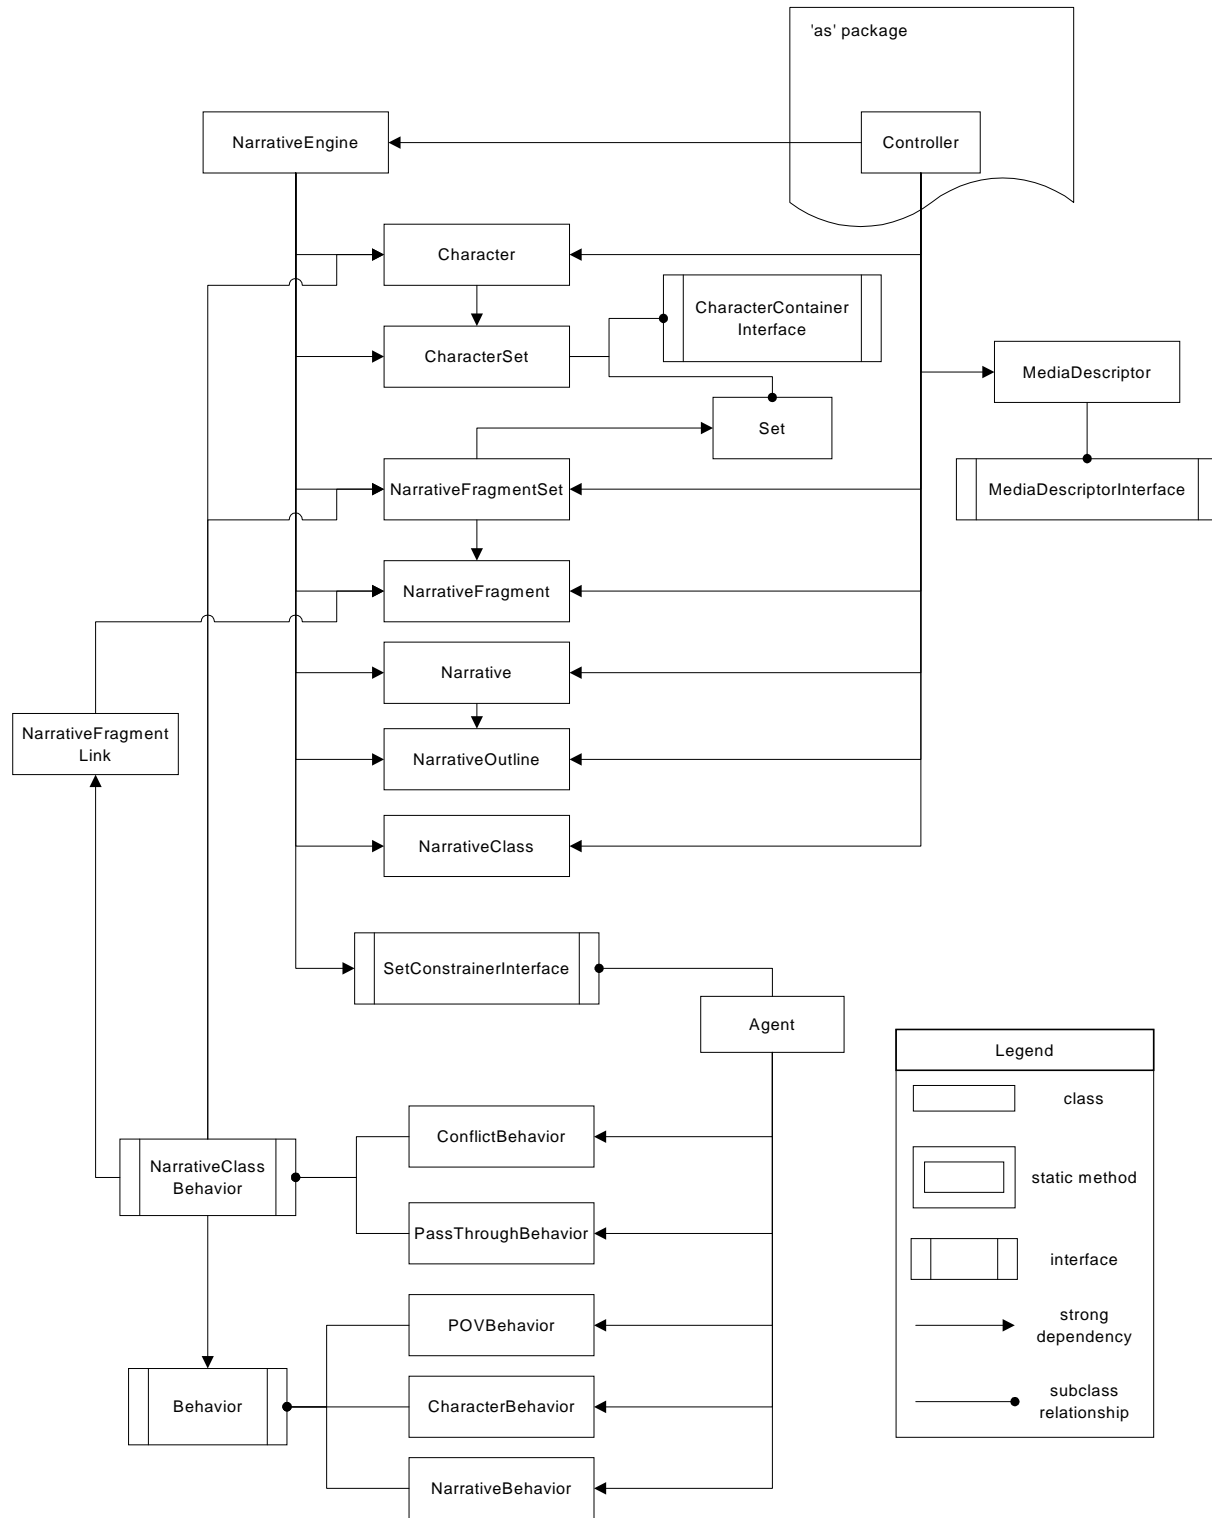 'as' package
NarrativeEngine
Controller
Character
CharacterContainer
Interface
CharacterSet
MediaDescriptor
Set
NarrativeFragmentSet
MediaDescriptorInterface
NarrativeFragment
Narrative
NarrativeFragment
Link
NarrativeOutline
NarrativeClass
SetConstrainerInterface
Agent
Legend
class
ConflictBehavior
NarrativeClass
Behavior
static method
PassThroughBehavior
interface
POVBehavior
strong
dependency
Behavior
CharacterBehavior
subclass
relationship
NarrativeBehavior